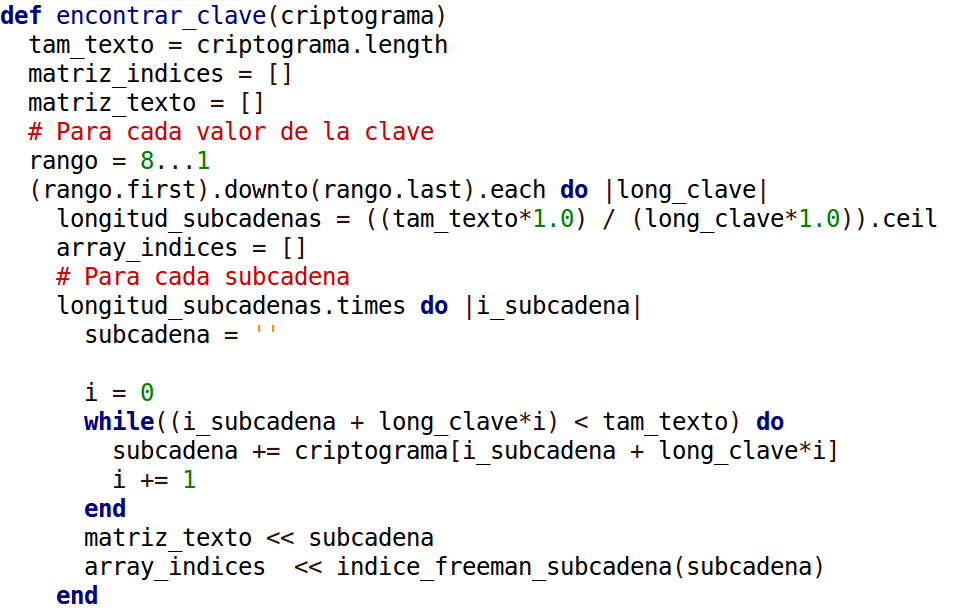 def encontrar_clave(criptograma)
  tam_texto = criptograma.length
  matriz_indices = []
  matriz_texto = []
  # Para cada valor de la clave
  rango = 8...1
  (rango.first).downto(rango.last).each do |long_clave|
    longitud_subcadenas = ((tam_texto*1.0) / (long_clave*1.0)).ceil
    array_indices = []
    # Para cada subcadena
    longitud_subcadenas.times do |i_subcadena|
      subcadena = ''

      i = 0
      while((i_subcadena + long_clave*i) < tam_texto) do
        subcadena += criptograma[i_subcadena + long_clave*i]
        i += 1
      end
      matriz_texto << subcadena
      array_indices  << indice_freeman_subcadena(subcadena)
    end